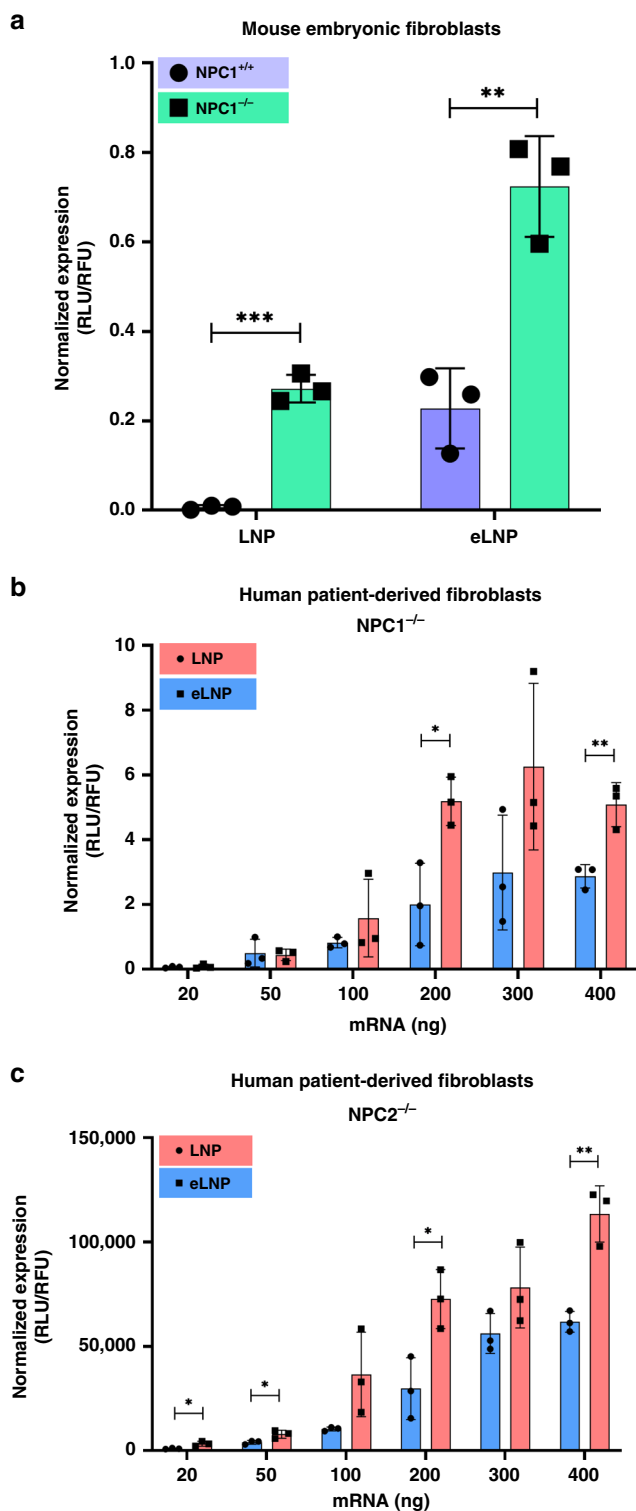 a
Mouse embryonic fibroblasts
NPC1+/+
NPC1−/−
Normalized expression
(RLU/RFU)
1.0
0.8
0.6
0.4
0.2
0.0
***
**
LNP
eLNP
b
Human patient-derived fibroblasts
NPC1−/−
LNP
eLNP
Normalized expression
(RLU/RFU)
10
8
6
4
2
0
*
**
20
50
100
200
300
400
mRNA (ng)
c
Human patient-derived fibroblasts
NPC2−/−
LNP
eLNP
Normalized expression
(RLU/RFU)
150,000
100,000
50,000
0
*
*
*
**
20
50
100
200
300
400
mRNA (ng)